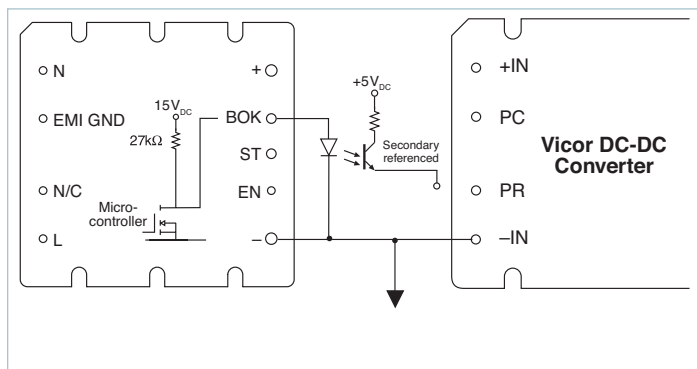 N
EMI GND
N/C
L
15VDC
27kΩ
Micro-
controller
+
BOK
ST
EN
–
+5VDC
Secondary
referenced
+IN
PC
PR
–IN
Vicor DC-DC
Converter